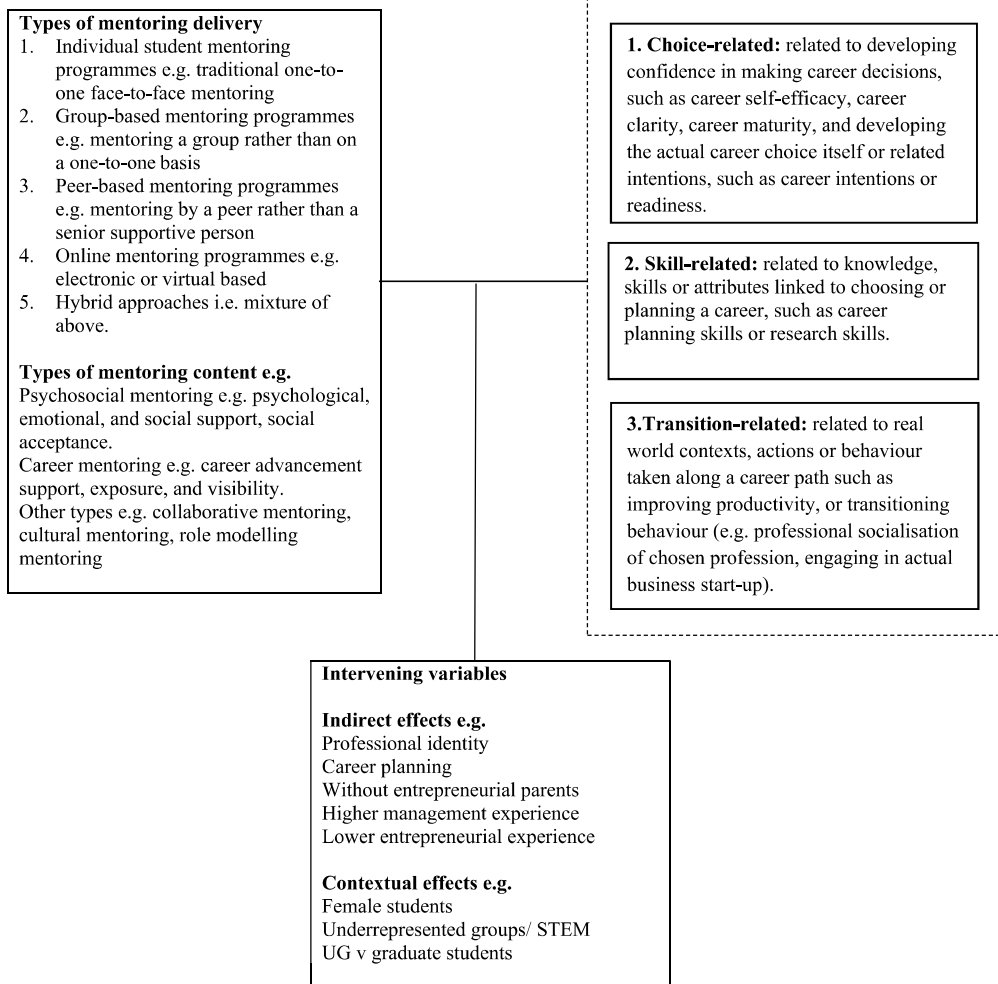 Types of mentoring delivery
1. Individual student mentoring
programmes e.g. traditional one-to-
one face-to-face mentoring
2. Group-based mentoring programmes
e.g. mentoring a group rather than on
a one-to-one basis
3. Peer-based mentoring programmes
e.g. mentoring by a peer rather than a
senior supportive person
4. Online mentoring programmes e.g.
electronic or virtual based
5. Hybrid approaches i.e. mixture of
above.
Types of mentoring content e.g.
Psychosocial mentoring e.g. psychological,
emotional, and social support, social
acceptance.
Career mentoring e.g. career advancement
support, exposure, and visibility.
Other types e.g. collaborative mentoring,
cultural mentoring, role modelling
mentoring
1. Choice-related: related to developing
confidence in making career decisions,
such as career self-efficacy, career
clarity, career maturity, and developing
the actual career choice itself or related
intentions, such as career intentions or
readiness.
2. Skill-related: related to knowledge,
skills or attributes linked to choosing or
planning a career, such as career
planning skills or research skills.
3.Transition-related: related to real
world contexts, actions or behaviour
taken along a career path such as
improving productivity, or transitioning
behaviour (e.g. professional socialisation
of chosen profession, engaging in actual
business start-up).
Intervening variables
Indirect effects e.g.
Professional identity
Career planning
Without entrepreneurial parents
Higher management experience
Lower entrepreneurial experience
Contextual effects e.g.
Female students
Underrepresented groups/ STEM
UG v graduate students